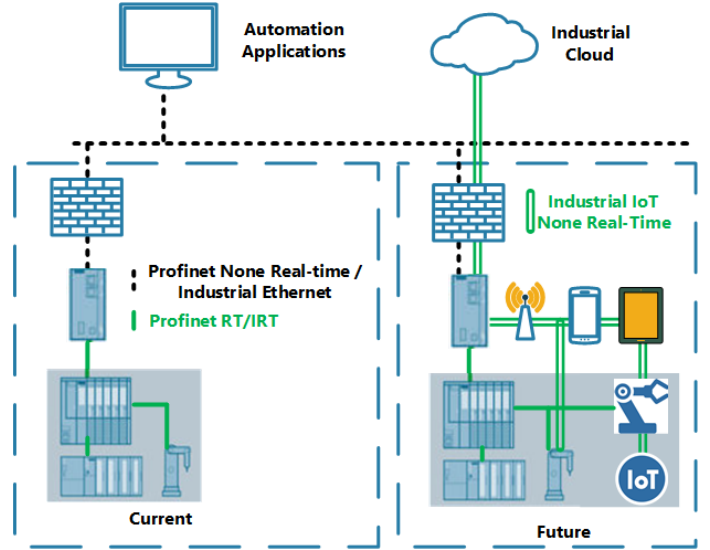 Automation
Applications
Industrial
Cloud
Industrial IoT
None Real-Time
Profinet None Real-time /
Industrial Ethernet
Profinet RT/IRT
IoT
Current
Future